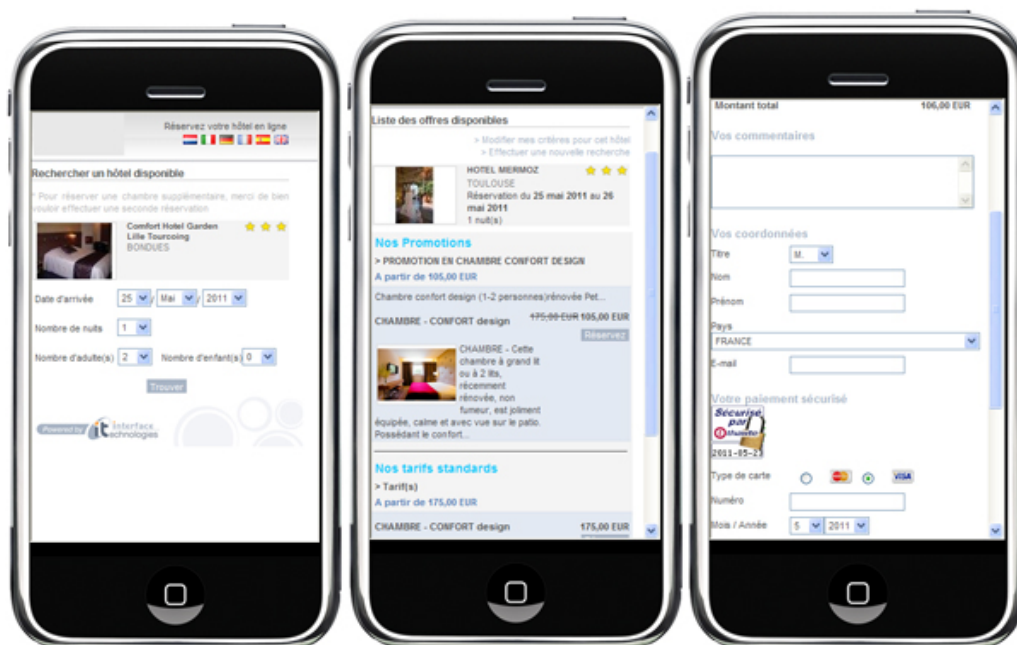 Réservez votre hôtel en ligne
Rechercher un hôtel disponible
* Pour réserver une chambre supplémentaire, merci de bien
vouloir effectuer une seconde réservation
Comfort Hotel Garden
Lille Tourcoing
BONDUES
Date d'arrivée 25 / Mai / 2011
Nombre de nuits 1
Nombre d'adulte(s) 2 Nombre d'enfant(s) 0
Trouver
Powered by it interface technologies
Liste des offres disponibles
> Modifier mes critères pour cet hôtel
> Effectuer une nouvelle recherche
HOTEL MERMOZ
TOULOUSE
Réservation du 25 mai 2011 au 26
mai 2011
1 nuit(s)
Nos Promotions
> PROMOTION EN CHAMBRE CONFORT DESIGN
A partir de 105,00 EUR
Chambre confort design (1-2 personnes)rénovée Pet...
CHAMBRE - CONFORT design 175,00 EUR 105,00 EUR
Réservez
CHAMBRE - Cette
chambre à grand lit
ou à 2 lits,
récemment
rénovée, non
fumeur, est joliment
équipée, calme et avec vue sur le patio.
Possédant le confort...
Nos tarifs standards
> Tarif(s)
A partir de 175,00 EUR
CHAMBRE - CONFORT design 175,00 EUR
Montant total 106,00 EUR
Vos commentaires
Vos coordonnées
Titre M.
Nom
Prénom
Pays
FRANCE
E-mail
Votre paiement sécurisé
Sécurisé
par
thawte
2011-05-23
Type de carte VISA
Numéro
Mois / Année 5 2011